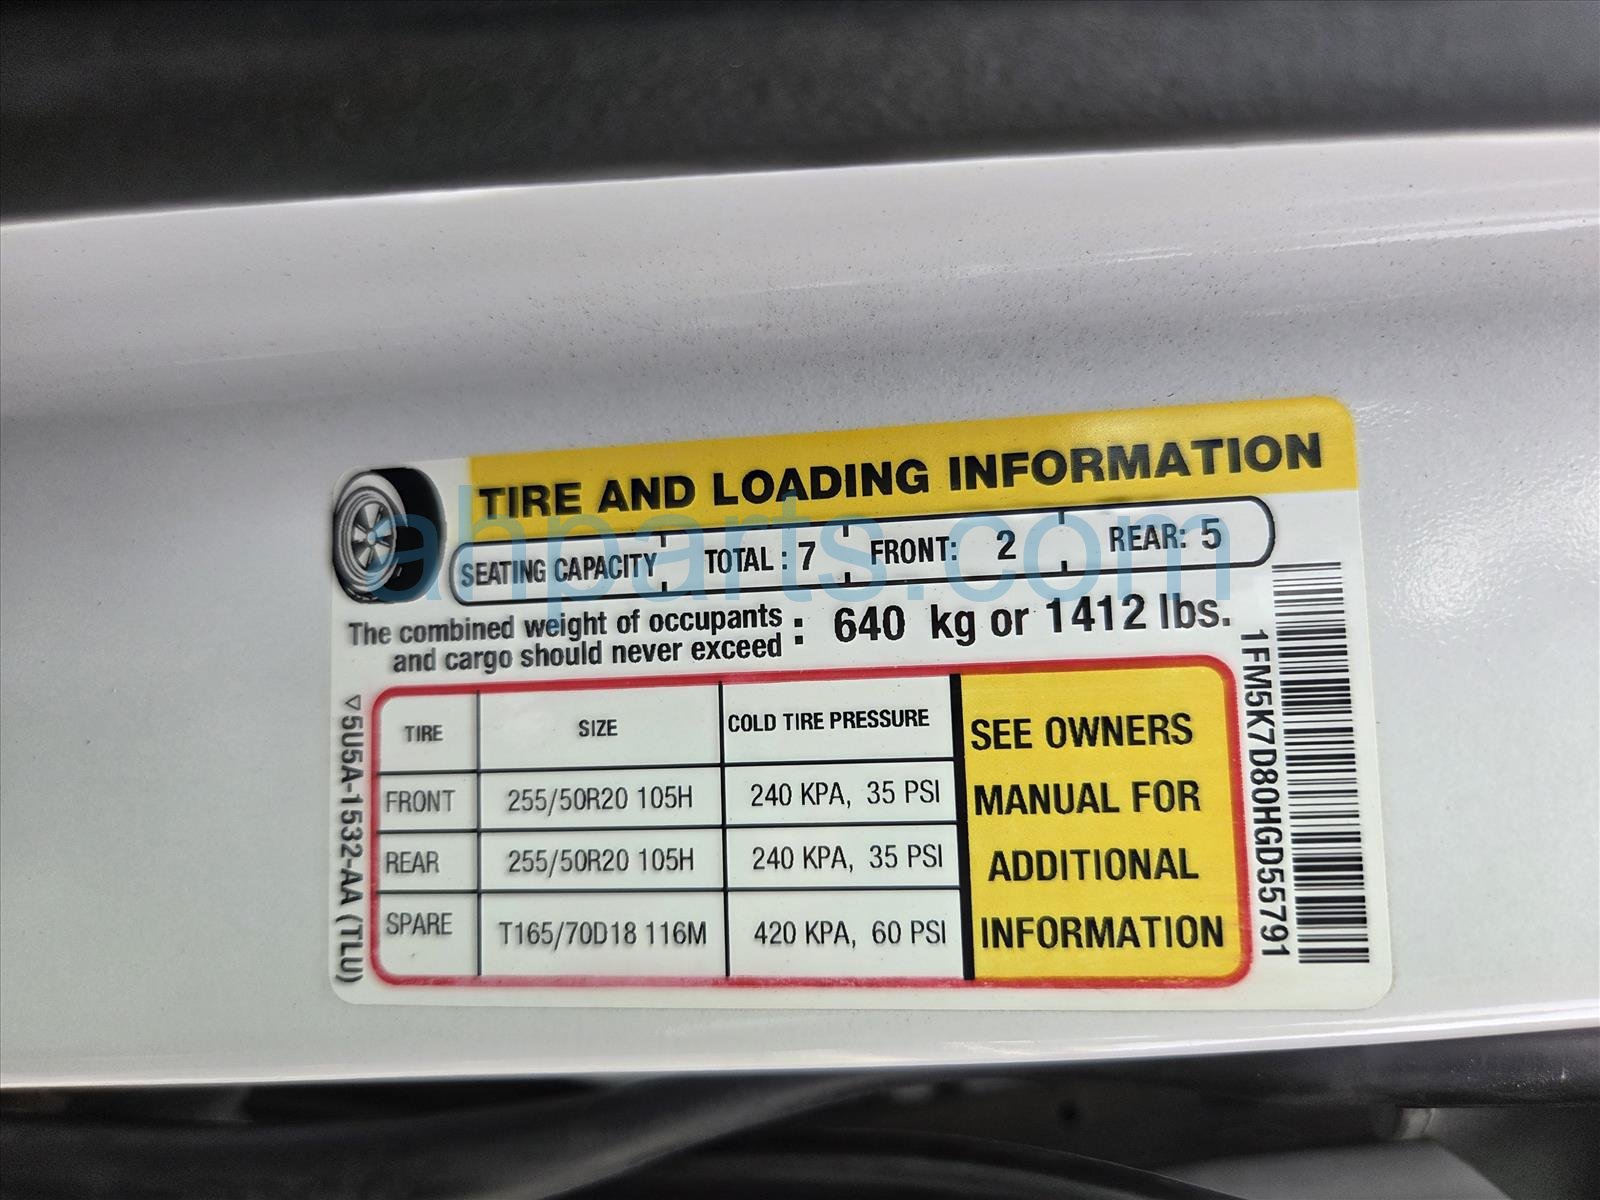 TIRE AND LOADING INFORMATION
SEATING CAPACITY TOTAL : 7 FRONT: 2 REAR: 5
The combined weight of occupants
and cargo should never exceed : 640 kg or 1412 lbs.
TIRE SIZE COLD TIRE PRESSURE
FRONT 255/50R20 105H 240 KPA, 35 PSI
REAR 255/50R20 105H 240 KPA, 35 PSI
SPARE T165/70D18 116M 420 KPA, 60 PSI
SEE OWNERS
MANUAL FOR
ADDITIONAL
INFORMATION
5U5A-1532-AA (TLU)
1FM5K7D80HGD55791
ahparts.com